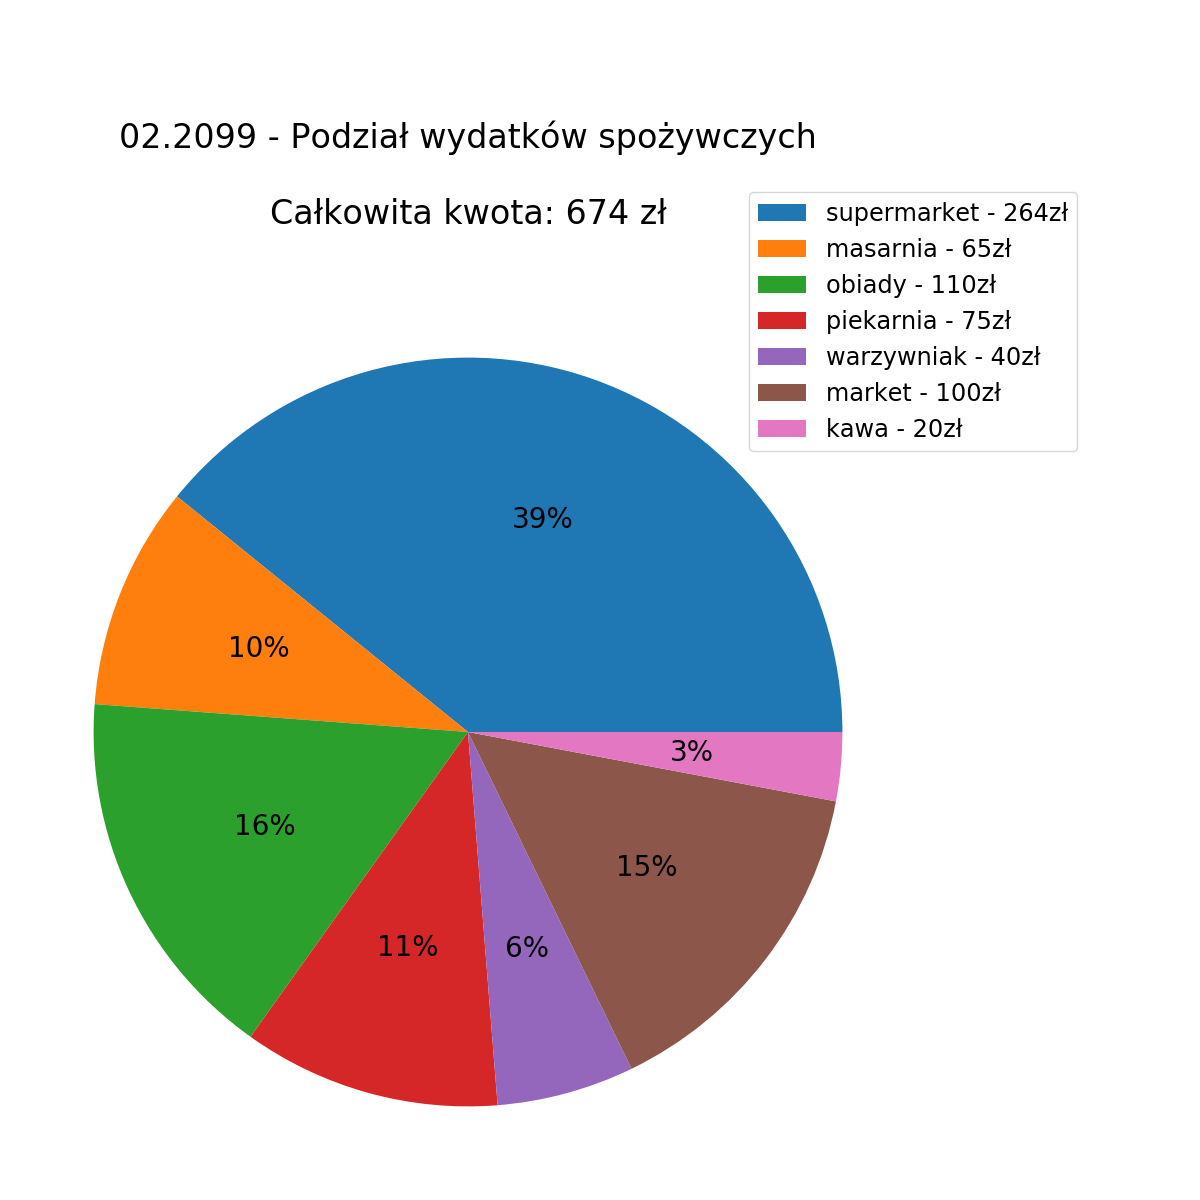 02.2099 - Podział wydatków spożywczych
Całkowita kwota: 674 zł
supermarket - 264zł
masarnia - 65zł
obiady - 110zł
piekarnia - 75zł
warzywniak - 40zł
market - 100zł
kawa - 20zł
39%
10%
16%
11%
6%
15%
3%